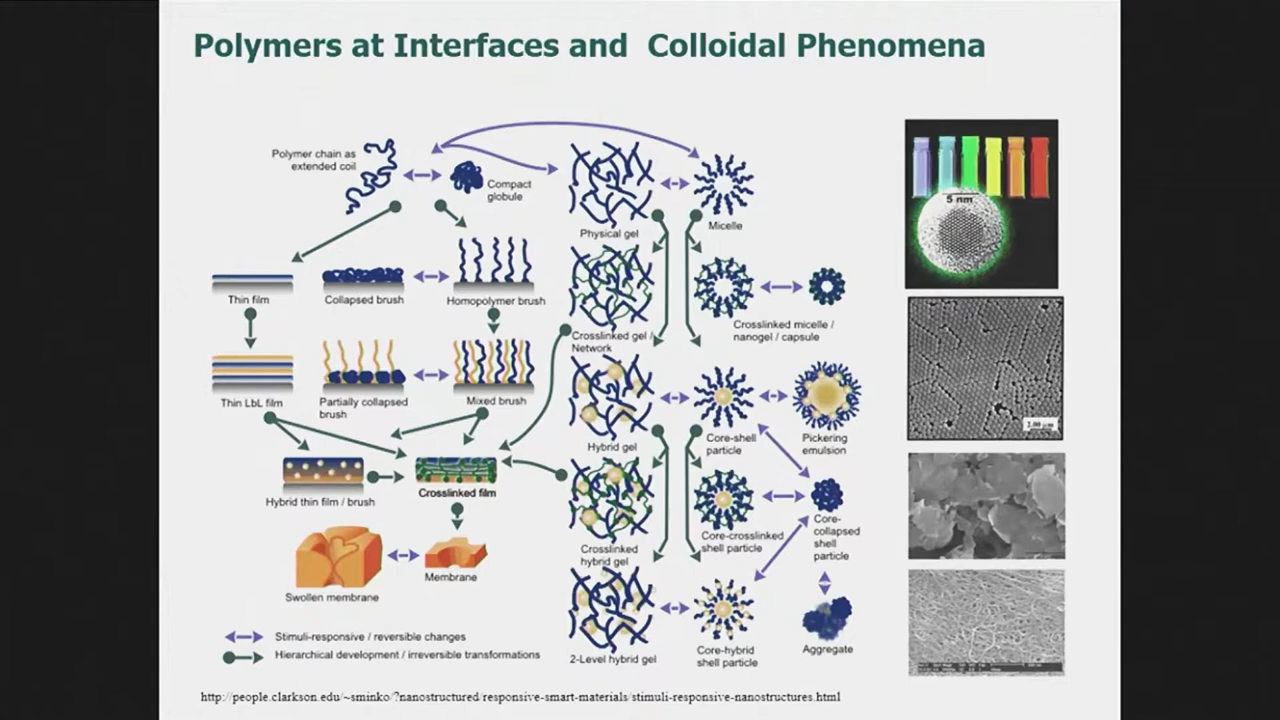 Polymers at Interfaces and Colloidal Phenomena
Polymer chain as
extended coil
Compact
globule
Physical gel
Micelle
Thin film
Collapsed brush
Homopolymer brush
Crosslinked gel /
Network
Crosslinked micelle /
nanogel / capsule
Thin LbL film
Partially collapsed
brush
Mixed brush
Hybrid gel
Core-shell
particle
Pickering
emulsion
Hybrid thin film / brush
Crosslinked film
Crosslinked
hybrid gel
Core-crosslinked
shell particle
Core-
collapsed
shell
particle
Swollen membrane
Membrane
2-Level hybrid gel
Core-hybrid
shell particle
Aggregate
Stimuli-responsive / reversible changes
Hierarchical development / irreversible transformations
5 nm
2.00 μm
http://people.clarkson.edu/~sminko/?nanostructured/responsive-smart-materials/stimuli-responsive-nanostructures.html